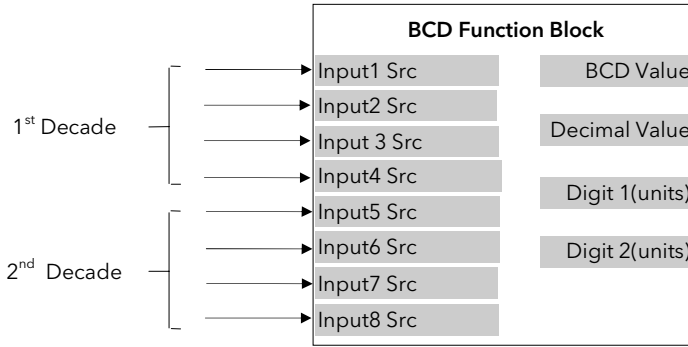 BCD Function Block
Input1 Src
BCD Value
Input2 Src
1st Decade
Decimal Value
Input 3 Src
Input4 Src
Digit 1(units)
Input5 Src
Input6 Src
Digit 2(units)
2nd Decade
Input7 Src
Input8 Src